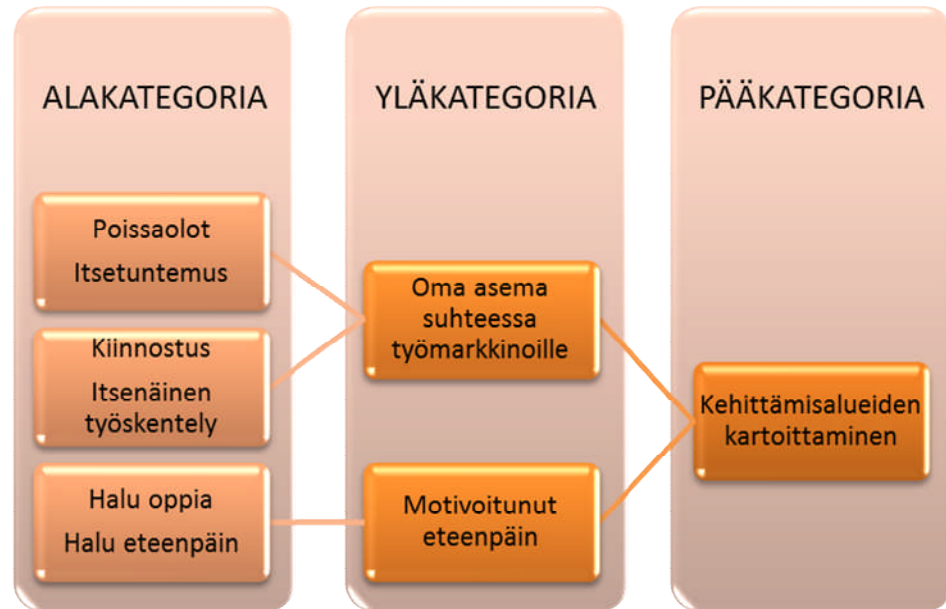 ALAKATEGORIA
Poissaolot
Itsetuntemus
Kiinnostus
Itsenäinen
työskentely
Halu oppia
Halu eteenpäin
YLÄKATEGORIA
Oma asema
suhteessa
työmarkkinoille
Motivoitunut
eteenpäin
PÄÄKATEGORIA
Kehittämisalueiden
kartoittaminen